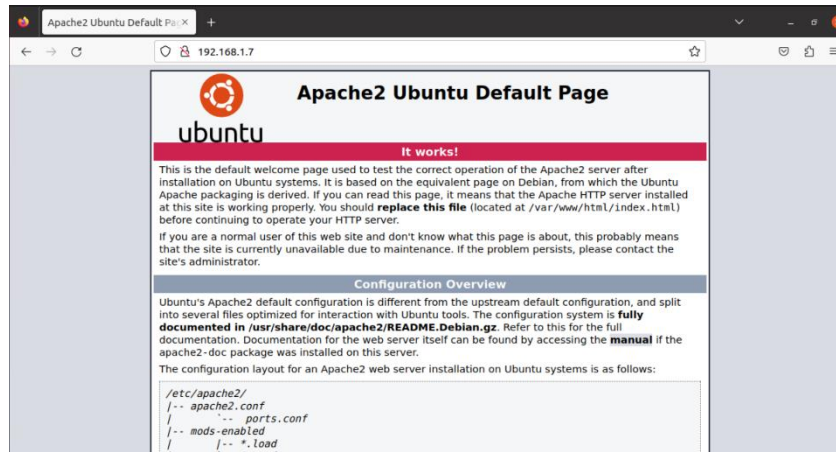 Apache2 Ubuntu Default Pag
192.168.1.7
Apache2 Ubuntu Default Page
ubuntu
It works!
This is the default welcome page used to test the correct operation of the Apache2 server after
installation on Ubuntu systems. It is based on the equivalent page on Debian, from which the Ubuntu
Apache packaging is derived. If you can read this page, it means that the Apache HTTP server installed
at this site is working properly. You should replace this file (located at /var/www/html/index.html)
before continuing to operate your HTTP server.
If you are a normal user of this web site and don't know what this page is about, this probably means
that the site is currently unavailable due to maintenance. If the problem persists, please contact the
site's administrator.
Configuration Overview
Ubuntu's Apache2 default configuration is different from the upstream default configuration, and split
into several files optimized for interaction with Ubuntu tools. The configuration system is fully
documented in /usr/share/doc/apache2/README.Debian.gz. Refer to this for the full
documentation. Documentation for the web server itself can be found by accessing the manual if the
apache2-doc package was installed on this server.
The configuration layout for an Apache2 web server installation on Ubuntu systems is as follows:
/etc/apache2/
|-- apache2.conf
|       `--  ports.conf
|-- mods-enabled
|       |-- *.load